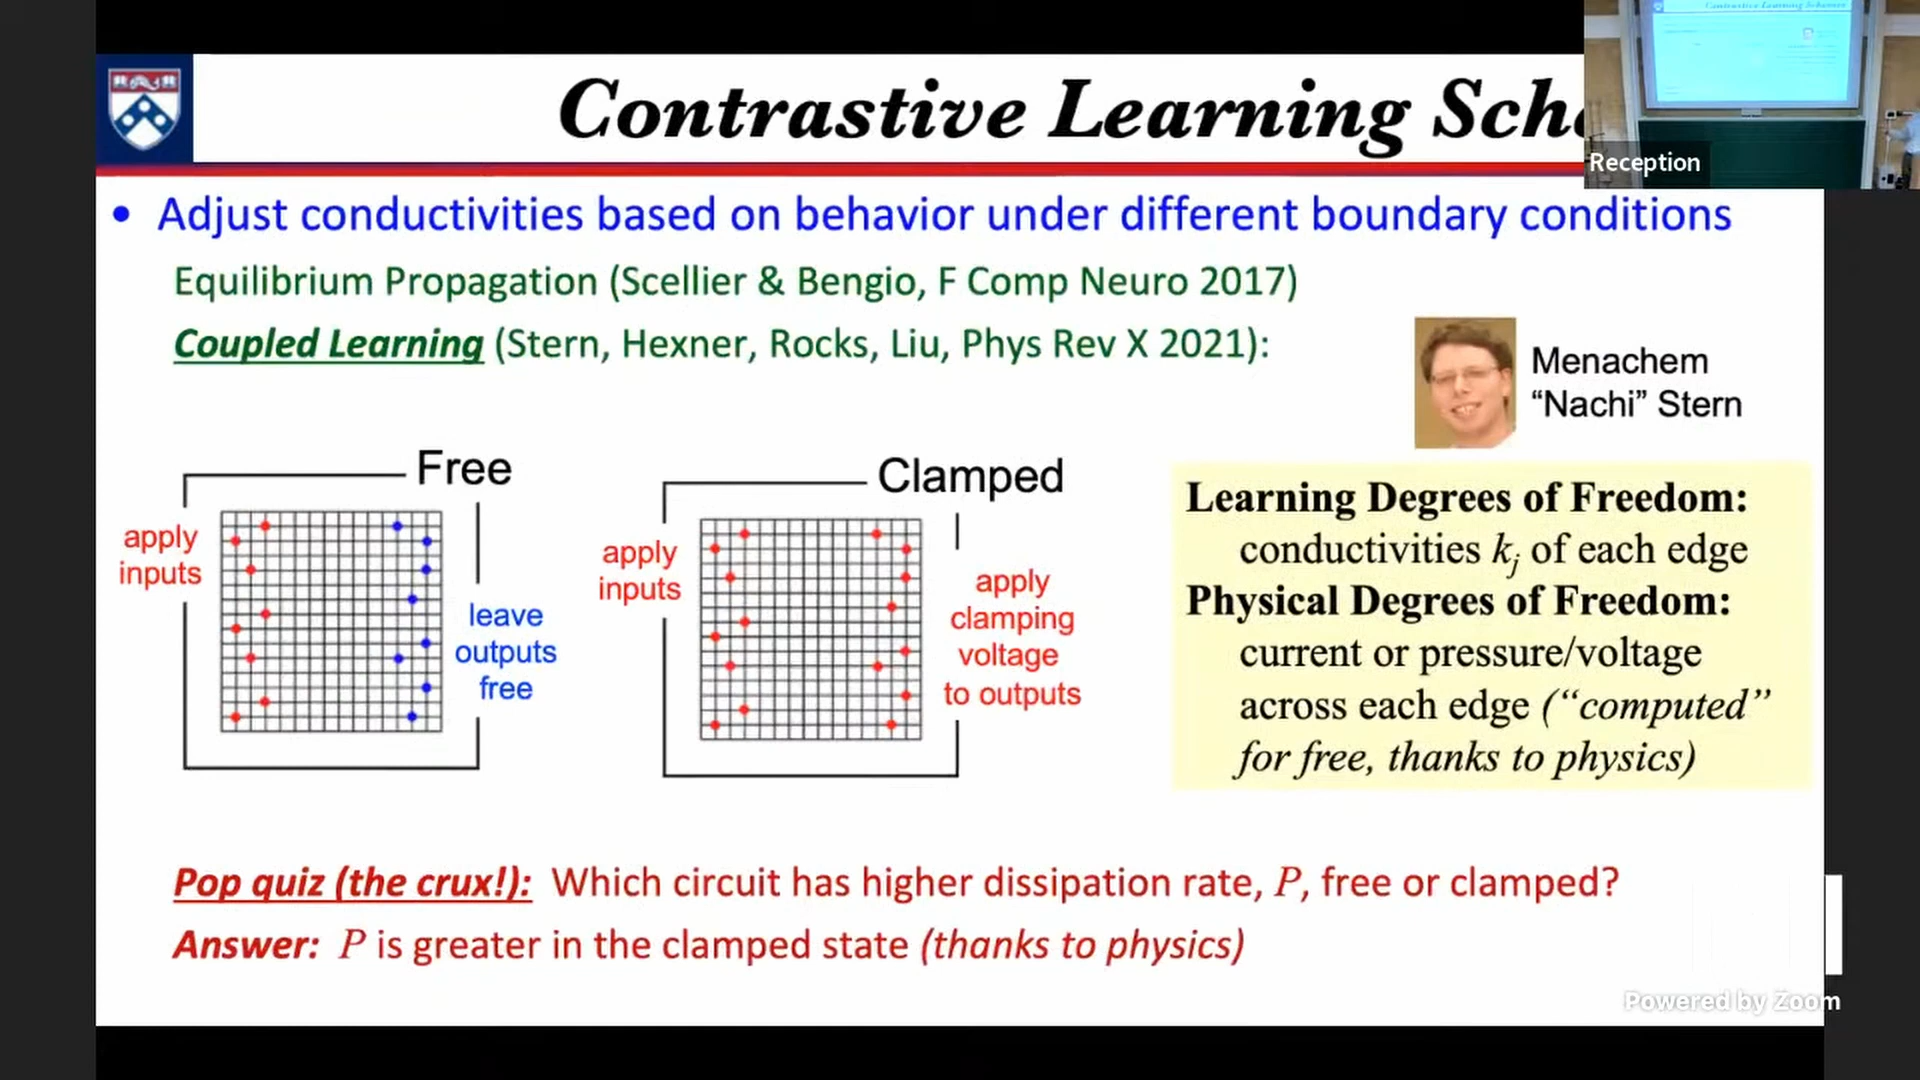 Contrastive Learning Sch
Reception
• Adjust conductivities based on behavior under different boundary conditions
Equilibrium Propagation (Scellier & Bengio, F Comp Neuro 2017)
Coupled Learning (Stern, Hexner, Rocks, Liu, Phys Rev X 2021):
Menachem
“Nachi” Stern
Free
apply
inputs
leave
outputs
free
Clamped
apply
inputs
apply
clamping
voltage
to outputs
Learning Degrees of Freedom:
conductivities kj of each edge
Physical Degrees of Freedom:
current or pressure/voltage
across each edge (“computed”
for free, thanks to physics)
Pop quiz (the crux!): Which circuit has higher dissipation rate, P, free or clamped?
Answer: P is greater in the clamped state (thanks to physics)
Powered by Zoom